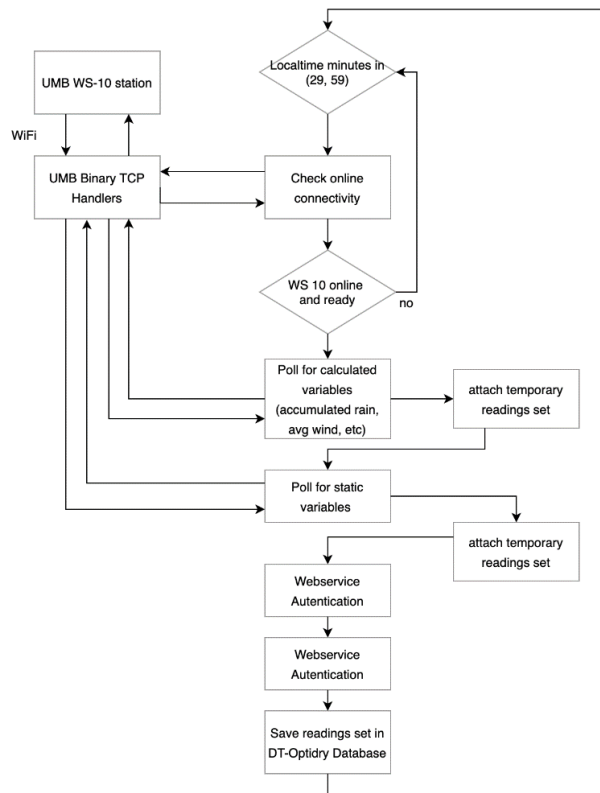 Localtime minutes in
(29, 59)
UMB WS-10 station
WiFi
UMB Binary TCP
Handlers
Check online
connectivity
WS 10 online
and ready
no
Poll for calculated
variables
(accumulated rain,
avg wind, etc)
attach temporary
readings set
Poll for static
variables
attach temporary
readings set
Webservice
Autentication
Webservice
Autentication
Save readings set in
DT-Optidry Database